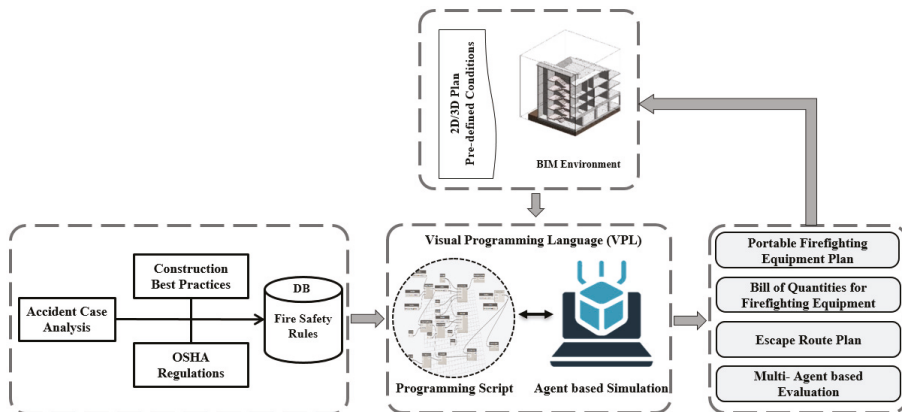 2D/3D Plan
Pre-defined Conditions
BIM Environment
Construction
Best Practices
Accident Case
Analysis
OSHA
Regulations
DB
Fire Safety
Rules
Visual Programming Language (VPL)
Programming Script
Agent based Simulation
Portable Firefighting
Equipment Plan
Bill of Quantities for
Firefighting Equipment
Escape Route Plan
Multi- Agent based
Evaluation